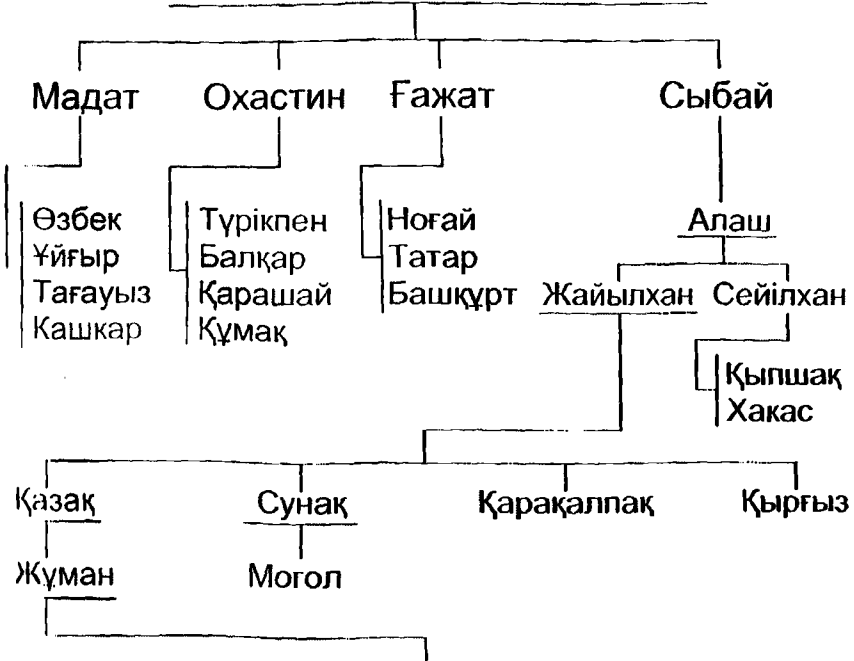 Мадат Охастин Ғажат Сыбай
Өзбек
Ұйғыр
Тағауыз
Кашкар
Түрікпен
Балқар
Қарашай
Құмақ
Ноғай
Татар
Башқұрт
Алаш
Жайылхан Сейілхан
Қыпшақ
Хакас
Қазақ Сунақ Қарақалпақ Қырғыз
Жұман Могол